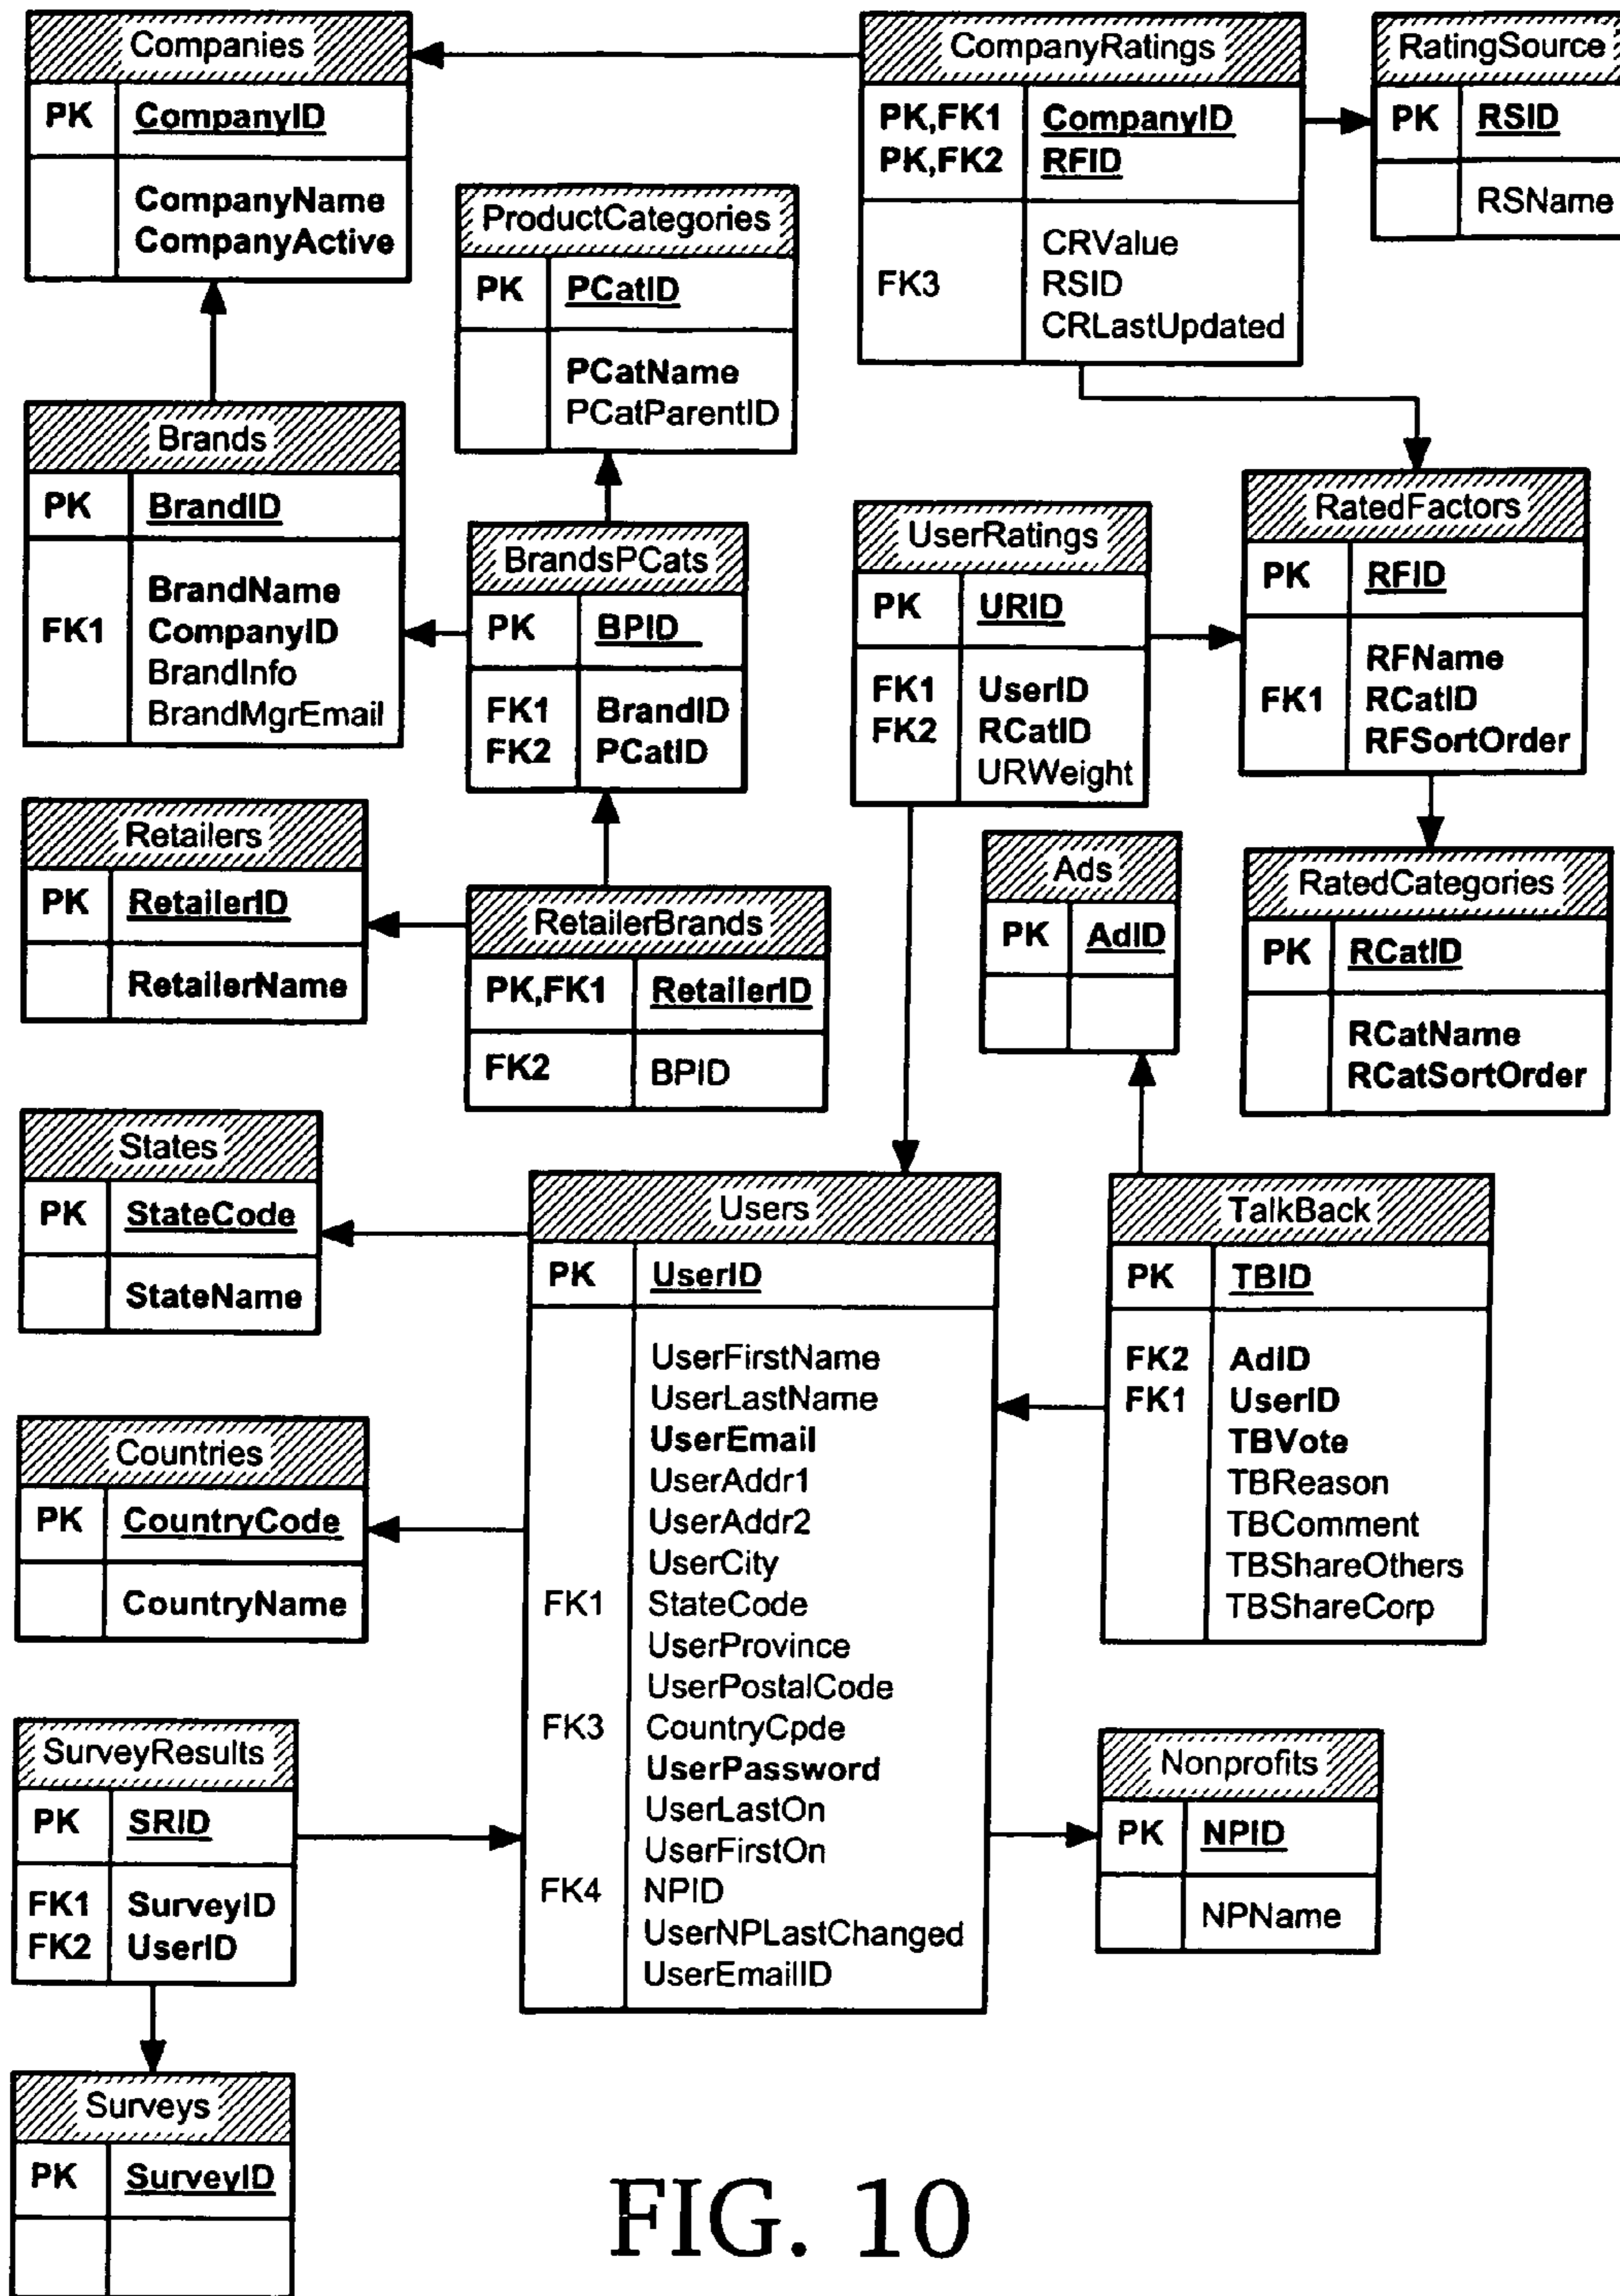 Companies
PK CompanyID
CompanyName
CompanyActive
CompanyRatings
PK,FK1 CompanyID
PK,FK2 RFID
CRValue
FK3 RSID
CRLastUpdated
RatingSource
PK RSID
RSName
ProductCategories
PK PCatID
PCatName
PCatParentID
Brands
PK BrandID
BrandName
FK1 CompanyID
BrandInfo
BrandMgrEmail
BrandsPCats
PK BPID
FK1 BrandID
FK2 PCatID
UserRatings
PK URID
FK1 UserID
FK2 RCatID
URWeight
RatedFactors
PK RFID
RFName
FK1 RCatID
RFSortOrder
Retailers
PK RetailerID
RetailerName
RetailerBrands
PK,FK1 RetailerID
FK2 BPID
Ads
PK AdID
RatedCategories
PK RCatID
RCatName
RCatSortOrder
States
PK StateCode
StateName
Users
PK UserID
UserFirstName
UserLastName
UserEmail
UserAddr1
UserAddr2
UserCity
FK1 StateCode
UserProvince
UserPostalCode
FK3 CountryCpde
UserPassword
UserLastOn
UserFirstOn
FK4 NPID
UserNPLastChanged
UserEmailID
TalkBack
PK TBID
FK2 AdID
FK1 UserID
TBVote
TBReason
TBComment
TBShareOthers
TBShareCorp
Countries
PK CountryCode
CountryName
SurveyResults
PK SRID
FK1 SurveyID
FK2 UserID
Nonprofits
PK NPID
NPName
Surveys
PK SurveyID
FIG. 10